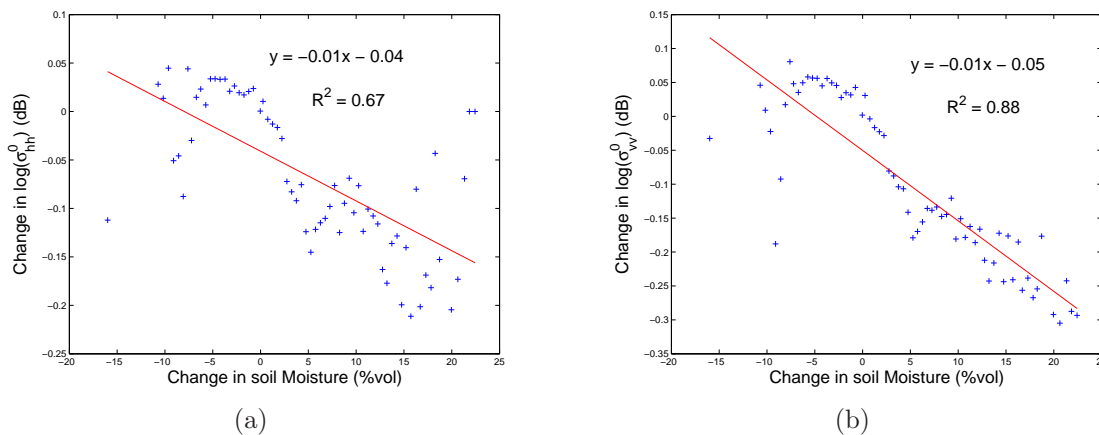 0.1
0.05
0
−0.05
−0.1
−0.15
−0.2
−0.25
−20 −15 −10 −5 0 5 10 15 20 25
Change in soil Moisture (%vol)
Change in log(σ⁰hh) (dB)
y = −0.01x − 0.04
R² = 0.67
(a)
0.15
0.1
0.05
0
−0.05
−0.1
−0.15
−0.2
−0.25
−0.3
−0.35
−20 −15 −10 −5 0 5 10 15 20 25
Change in soil Moisture (%vol)
Change in log(σ⁰vv) (dB)
y = −0.01x − 0.05
R² = 0.88
(b)